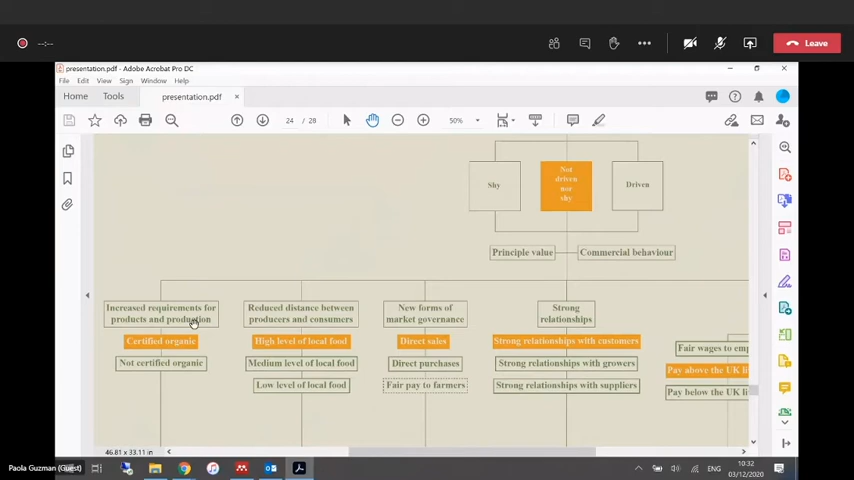 --:--
Leave
presentation.pdf - Adobe Acrobat Pro DC
File Edit View Sign Window Help
Home Tools presentation.pdf ×
24 / 28 50%
Shy
Not
driven
nor
shy
Driven
Principle value
Commercial behaviour
Increased requirements for
products and production
Certified organic
Not certified organic
Reduced distance between
producers and consumers
High level of local food
Medium level of local food
Low level of local food
New forms of
market governance
Direct sales
Direct purchases
Fair pay to farmers
Strong
relationships
Strong relationships with customers
Strong relationships with growers
Strong relationships with suppliers
Fair wages to emp
Pay above the UK li
Pay below the UK li
46.81 x 33.11 in
Paola Guzman (Guest)
ENG
10:32
03/12/2020